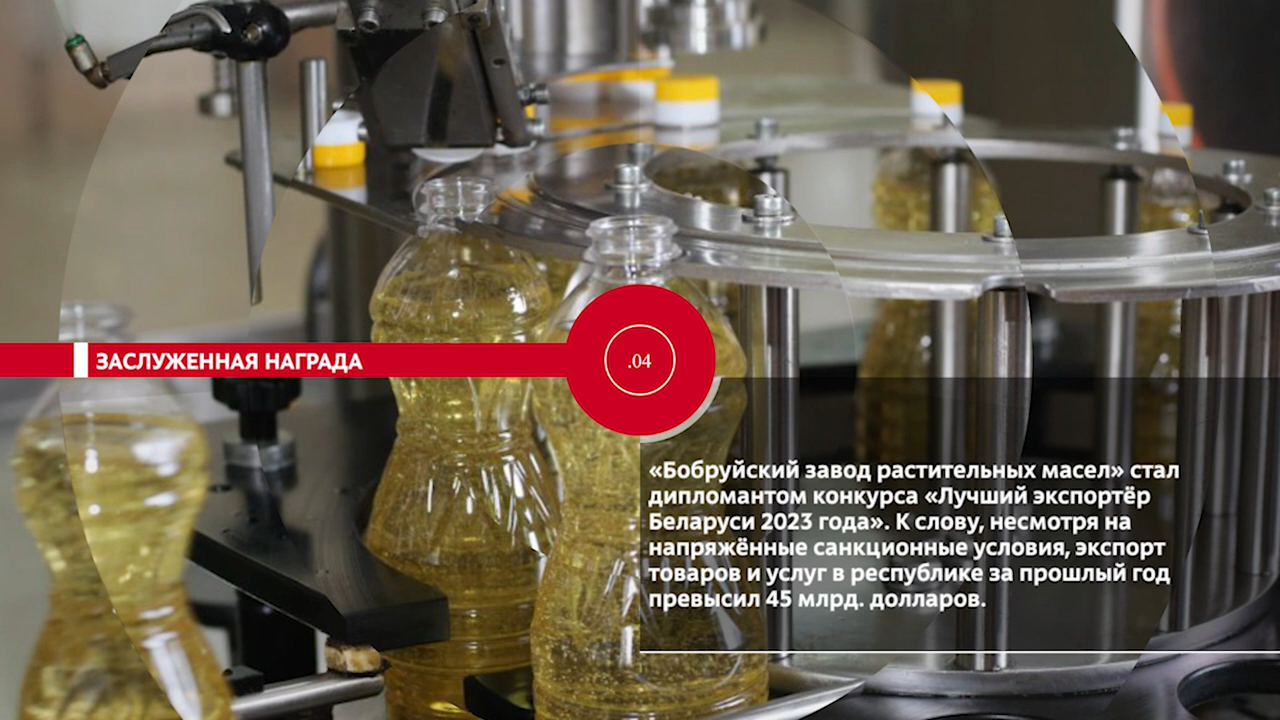 ЗАСЛУЖЕННАЯ НАГРАДА
.04
«Бобруйский завод растительных масел» стал
дипломантом конкурса «Лучший экспортёр
Беларуси 2023 года». К слову, несмотря на
напряжённые санкционные условия, экспорт
товаров и услуг в республике за прошлый год
превысил 45 млрд. долларов.